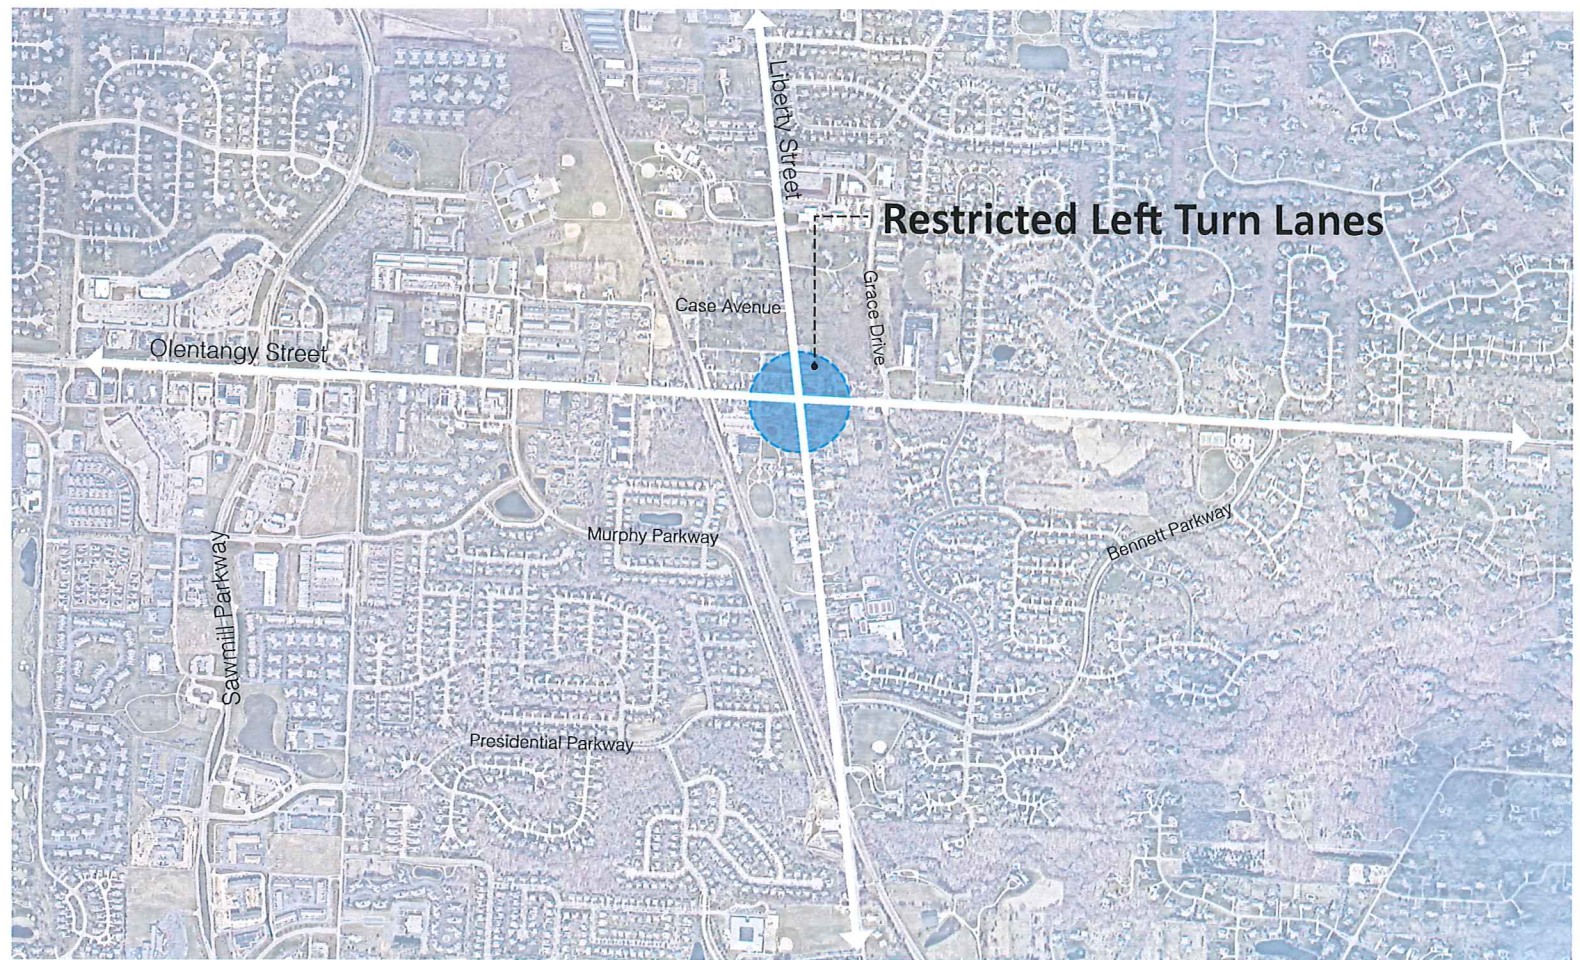 Liberty Street
Restricted Left Turn Lanes
Case Avenue
Grace Drive
Olentangy Street
Murphy Parkway
Bennett Parkway
Sawmill Parkway
Presidential Parkway